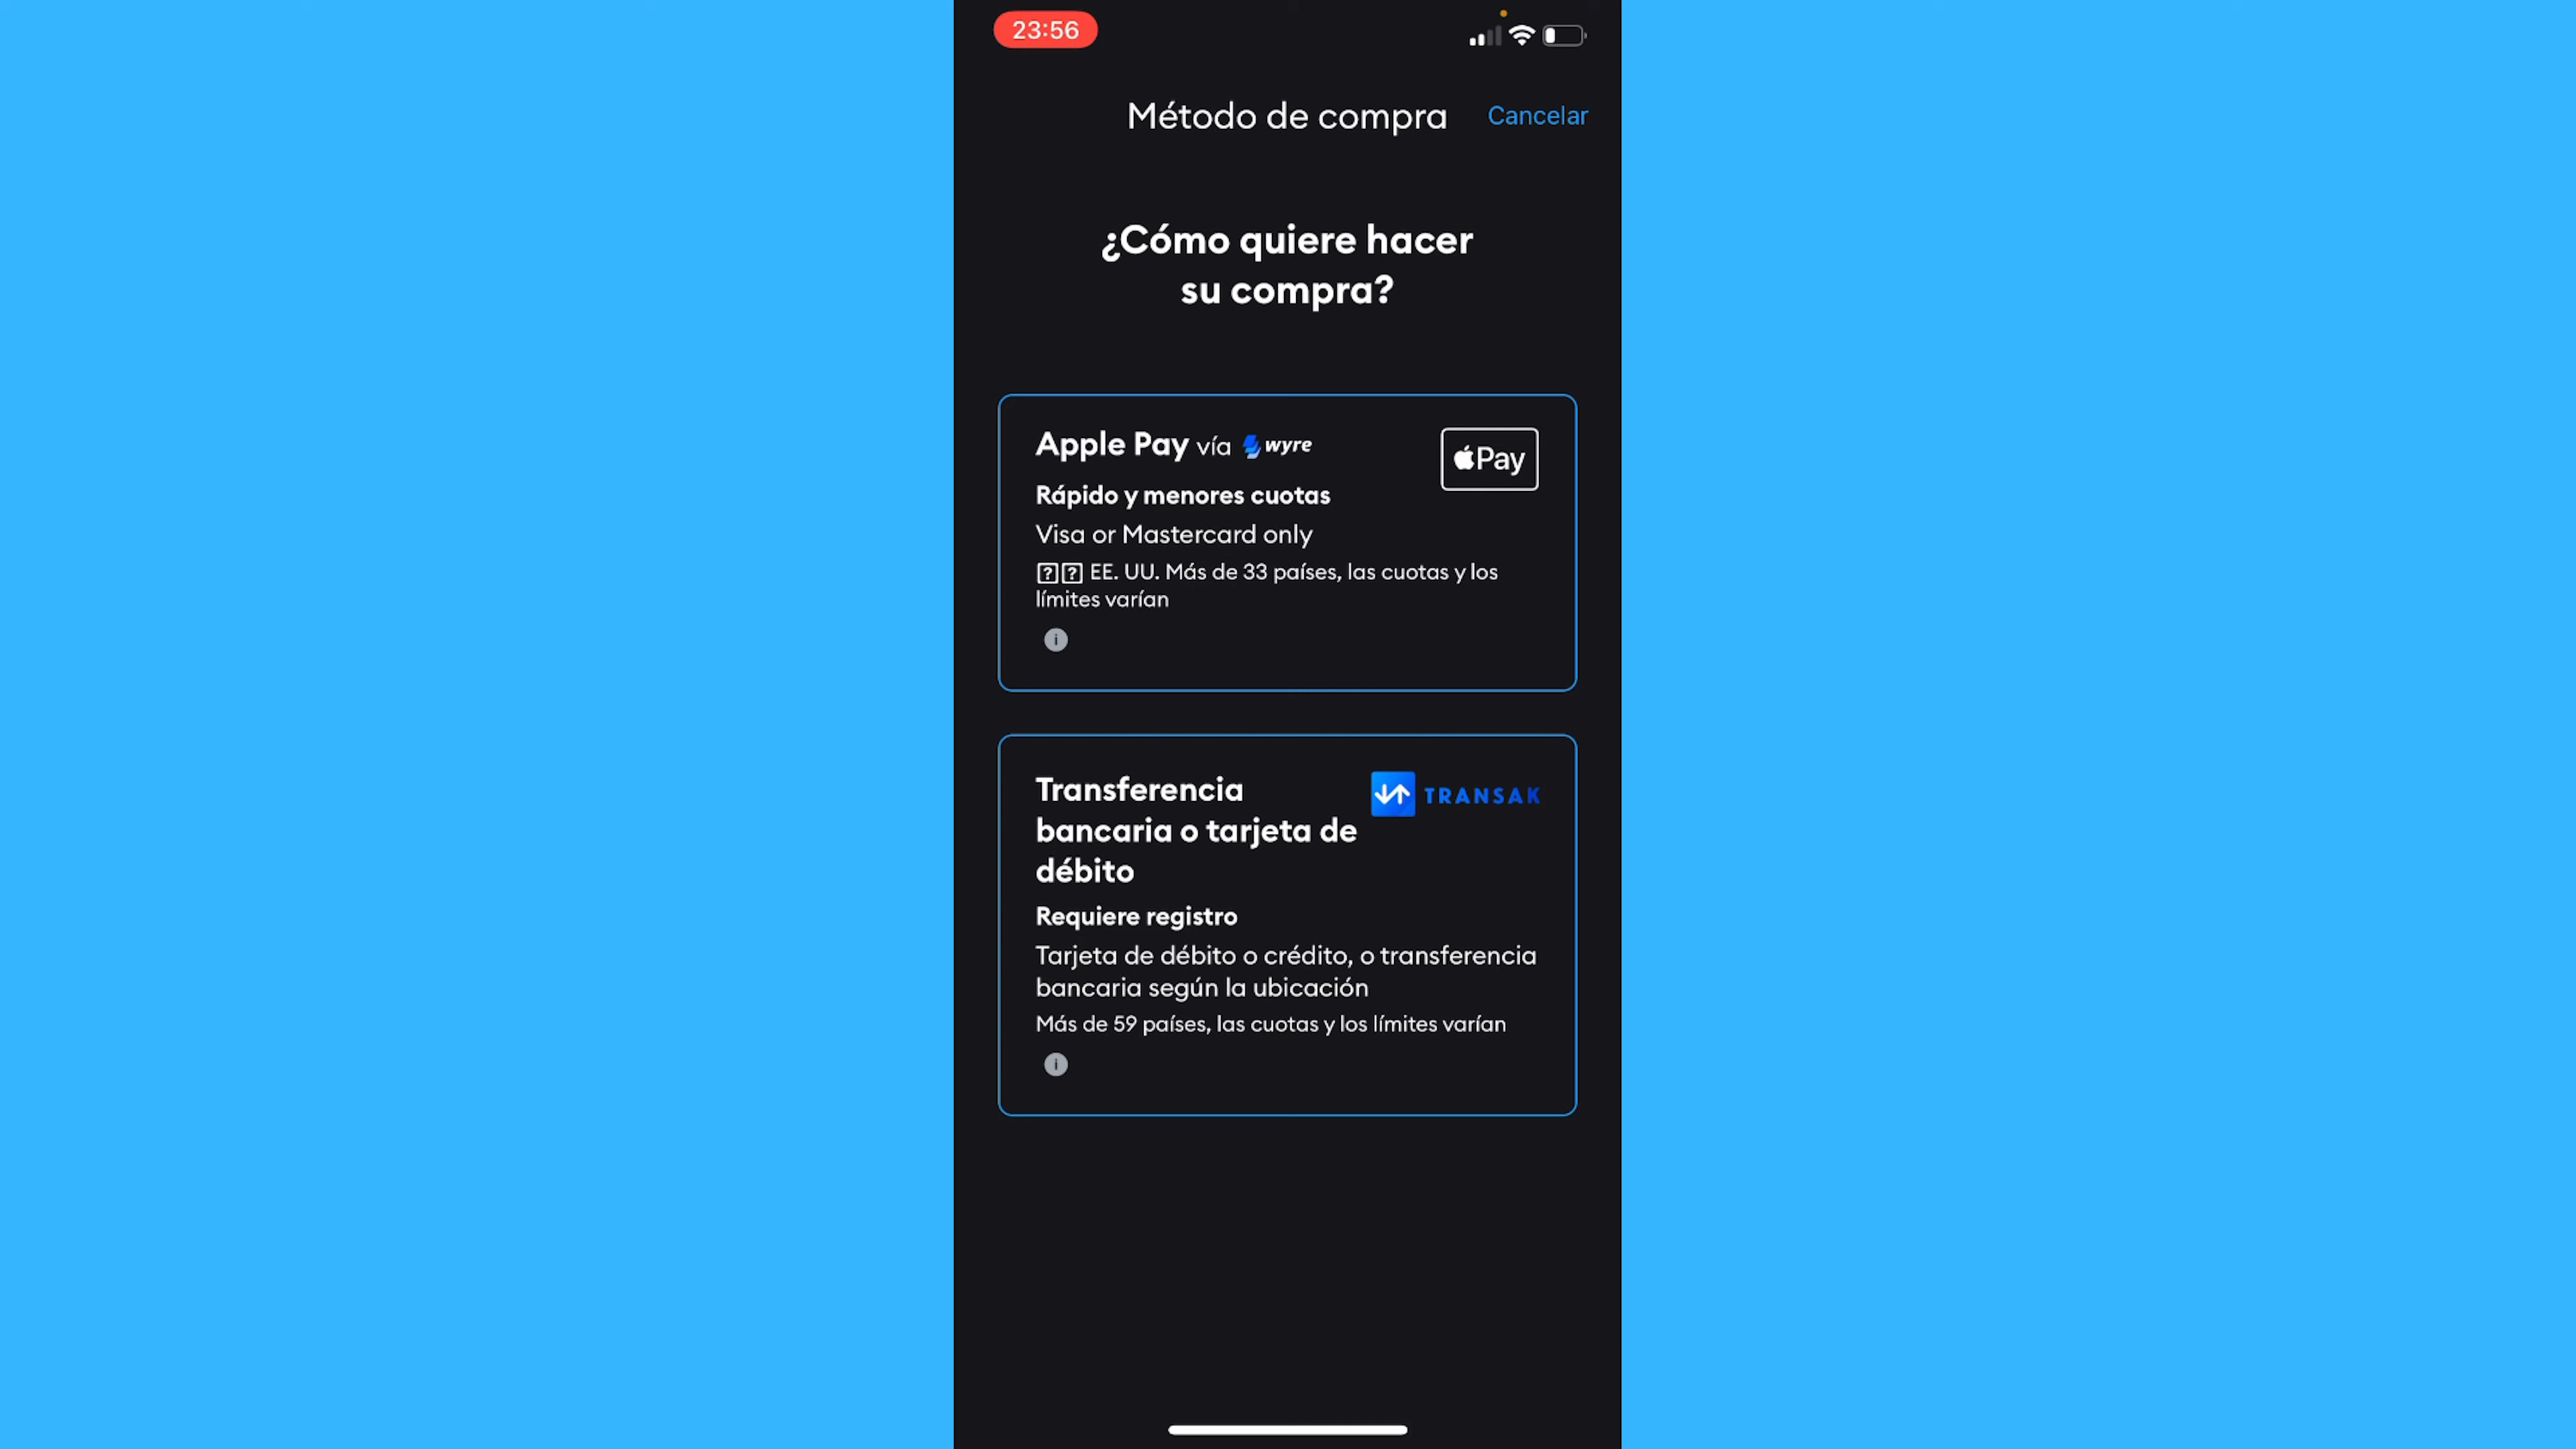 23:56
Método de compra
Cancelar
¿Cómo quiere hacer
su compra?
Apple Pay vía wyre
Pay
Rápido y menores cuotas
Visa or Mastercard only
EE. UU. Más de 33 países, las cuotas y los
límites varían
i
Transferencia
bancaria o tarjeta de
débito
TRANSAK
Requiere registro
Tarjeta de débito o crédito, o transferencia
bancaria según la ubicación
Más de 59 países, las cuotas y los límites varían
i